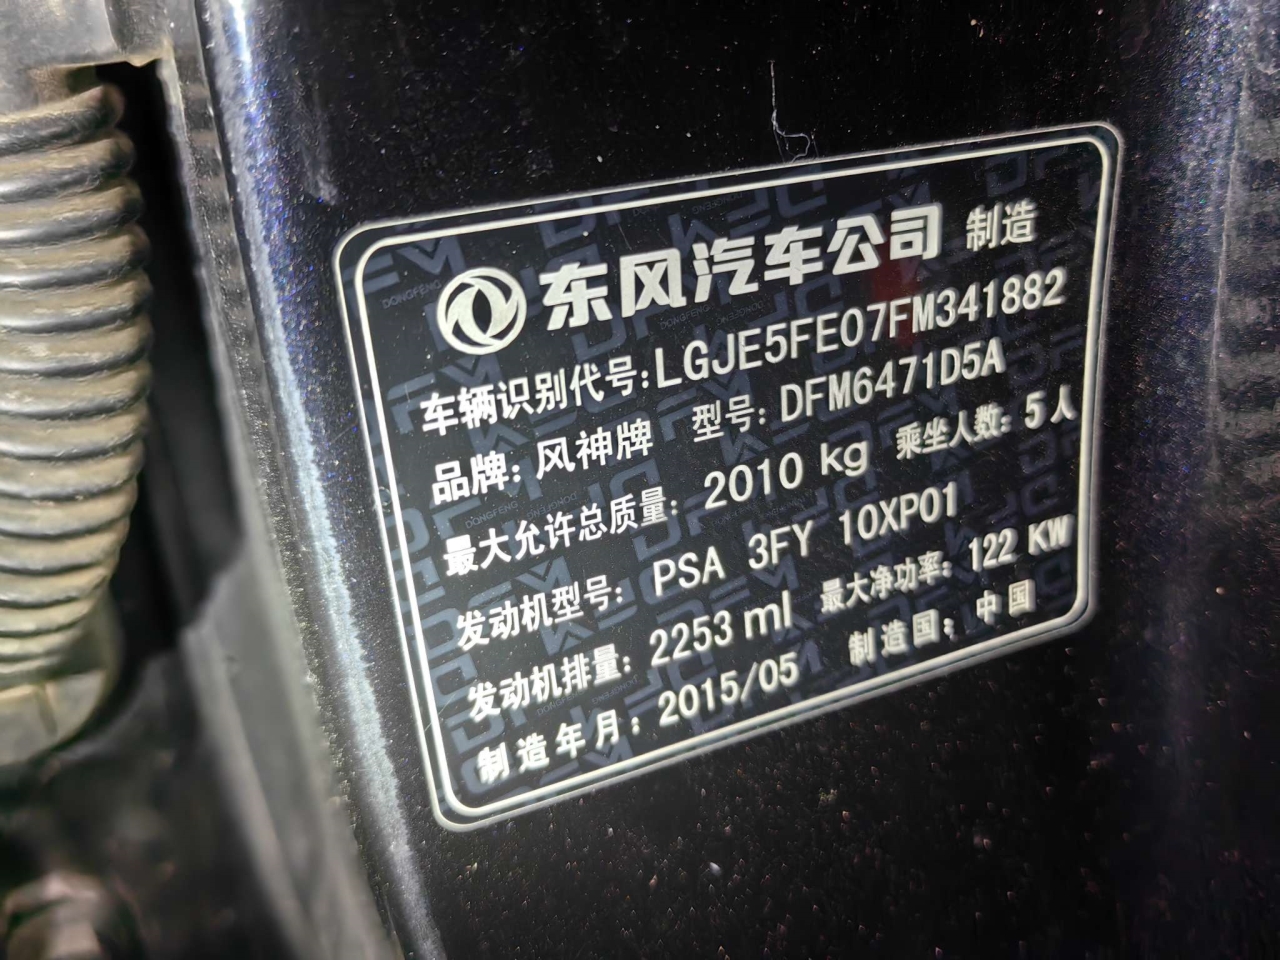 东风汽车公司 制造
车辆识别代号:LGJE5FE07FM341882
品牌: 风神牌 型号: DFM6471D5A
最大允许总质量: 2010 kg 乘坐人数: 5 人
发动机型号: PSA 3FY 10XP01
发动机排量: 2253 ml 最大净功率: 122 KW
制造年月: 2015/05 制造国: 中国